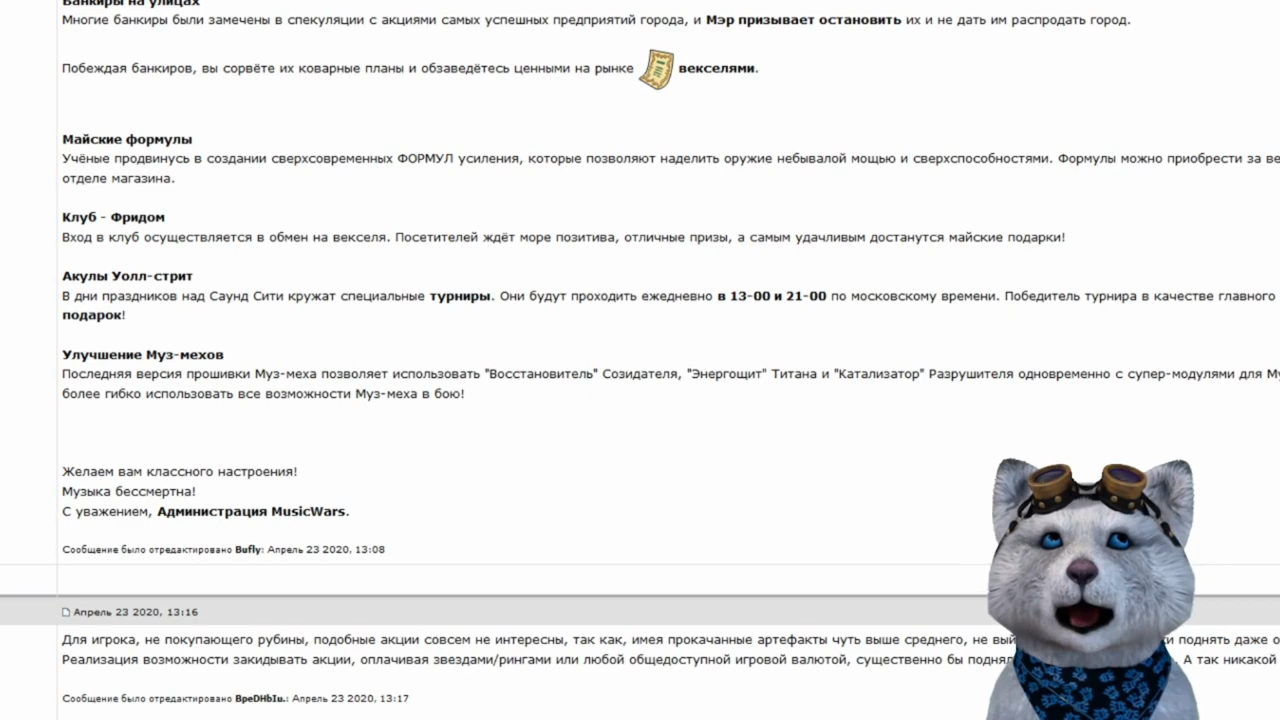 Банкиры на улицах
Многие банкиры были замечены в спекуляции с акциями самых успешных предприятий города, и Мэр призывает остановить их и не дать им распродать город.
Побеждая банкиров, вы сорвёте их коварные планы и обзаведётесь ценными на рынке векселями.
Майские формулы
Учёные продвинусь в создании сверхсовременных ФОРМУЛ усиления, которые позволяют наделить оружие небывалой мощью и сверхспособностями. Формулы можно приобрести за ве
отделе магазина.
Клуб - Фридом
Вход в клуб осуществляется в обмен на векселя. Посетителей ждёт море позитива, отличные призы, а самым удачливым достанутся майские подарки!
Акулы Уолл-стрит
В дни праздников над Саунд Сити кружат специальные турниры. Они будут проходить ежедневно в 13-00 и 21-00 по московскому времени. Победитель турнира в качестве главного
подарок!
Улучшение Муз-мехов
Последняя версия прошивки Муз-меха позволяет использовать "Восстановитель" Созидателя, "Энергощит" Титана и "Катализатор" Разрушителя одновременно с супер-модулями для Му
более гибко использовать все возможности Муз-меха в бою!
Желаем вам классного настроения!
Музыка бессмертна!
С уважением, Администрация MusicWars.
Сообщение было отредактировано Bufly: Апрель 23 2020, 13:08
Апрель 23 2020, 13:16
Для игрока, не покупающего рубины, подобные акции совсем не интересны, так как, имея прокачанные артефакты чуть выше среднего, не вый и поднять даже о
Реализация возможности закидывать акции, оплачивая звездами/рингами или любой общедоступной игровой валютой, существенно бы поднял . А так никакой
Сообщение было отредактировано BpeDHbIu.: Апрель 23 2020, 13:17